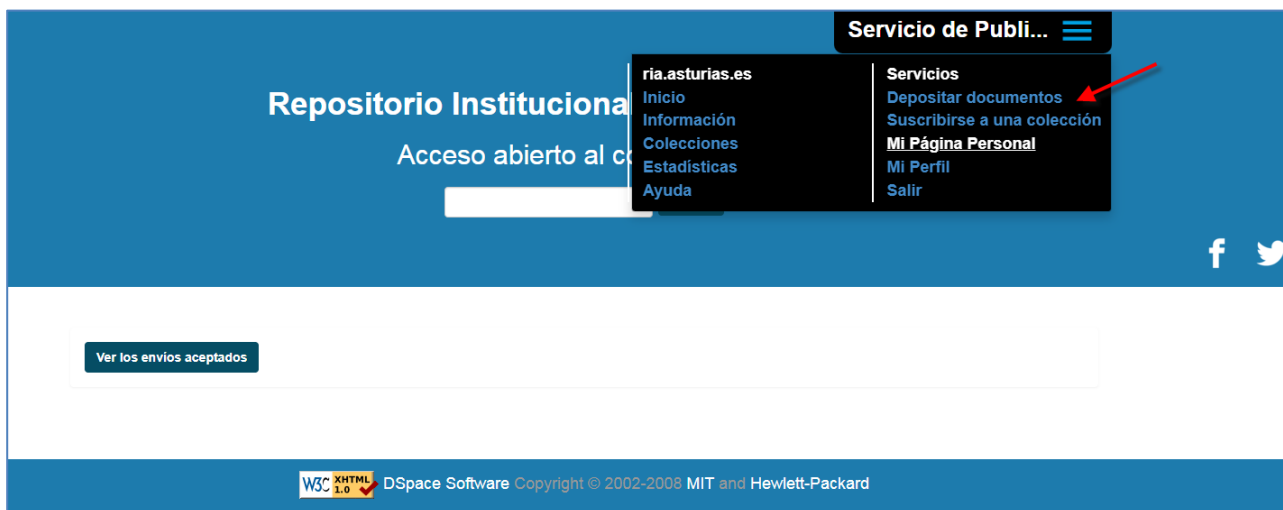 Servicio de Publi...
ria.asturias.es
Inicio
Información
Colecciones
Estadísticas
Ayuda
Servicios
Depositar documentos
Suscribirse a una colección
Mi Página Personal
Mi Perfil
Salir
Repositorio Instituciona
Acceso abierto al c
f
Ver los envios aceptados
W3C XHTML 1.0 DSpace Software Copyright © 2002-2008 MIT and Hewlett-Packard